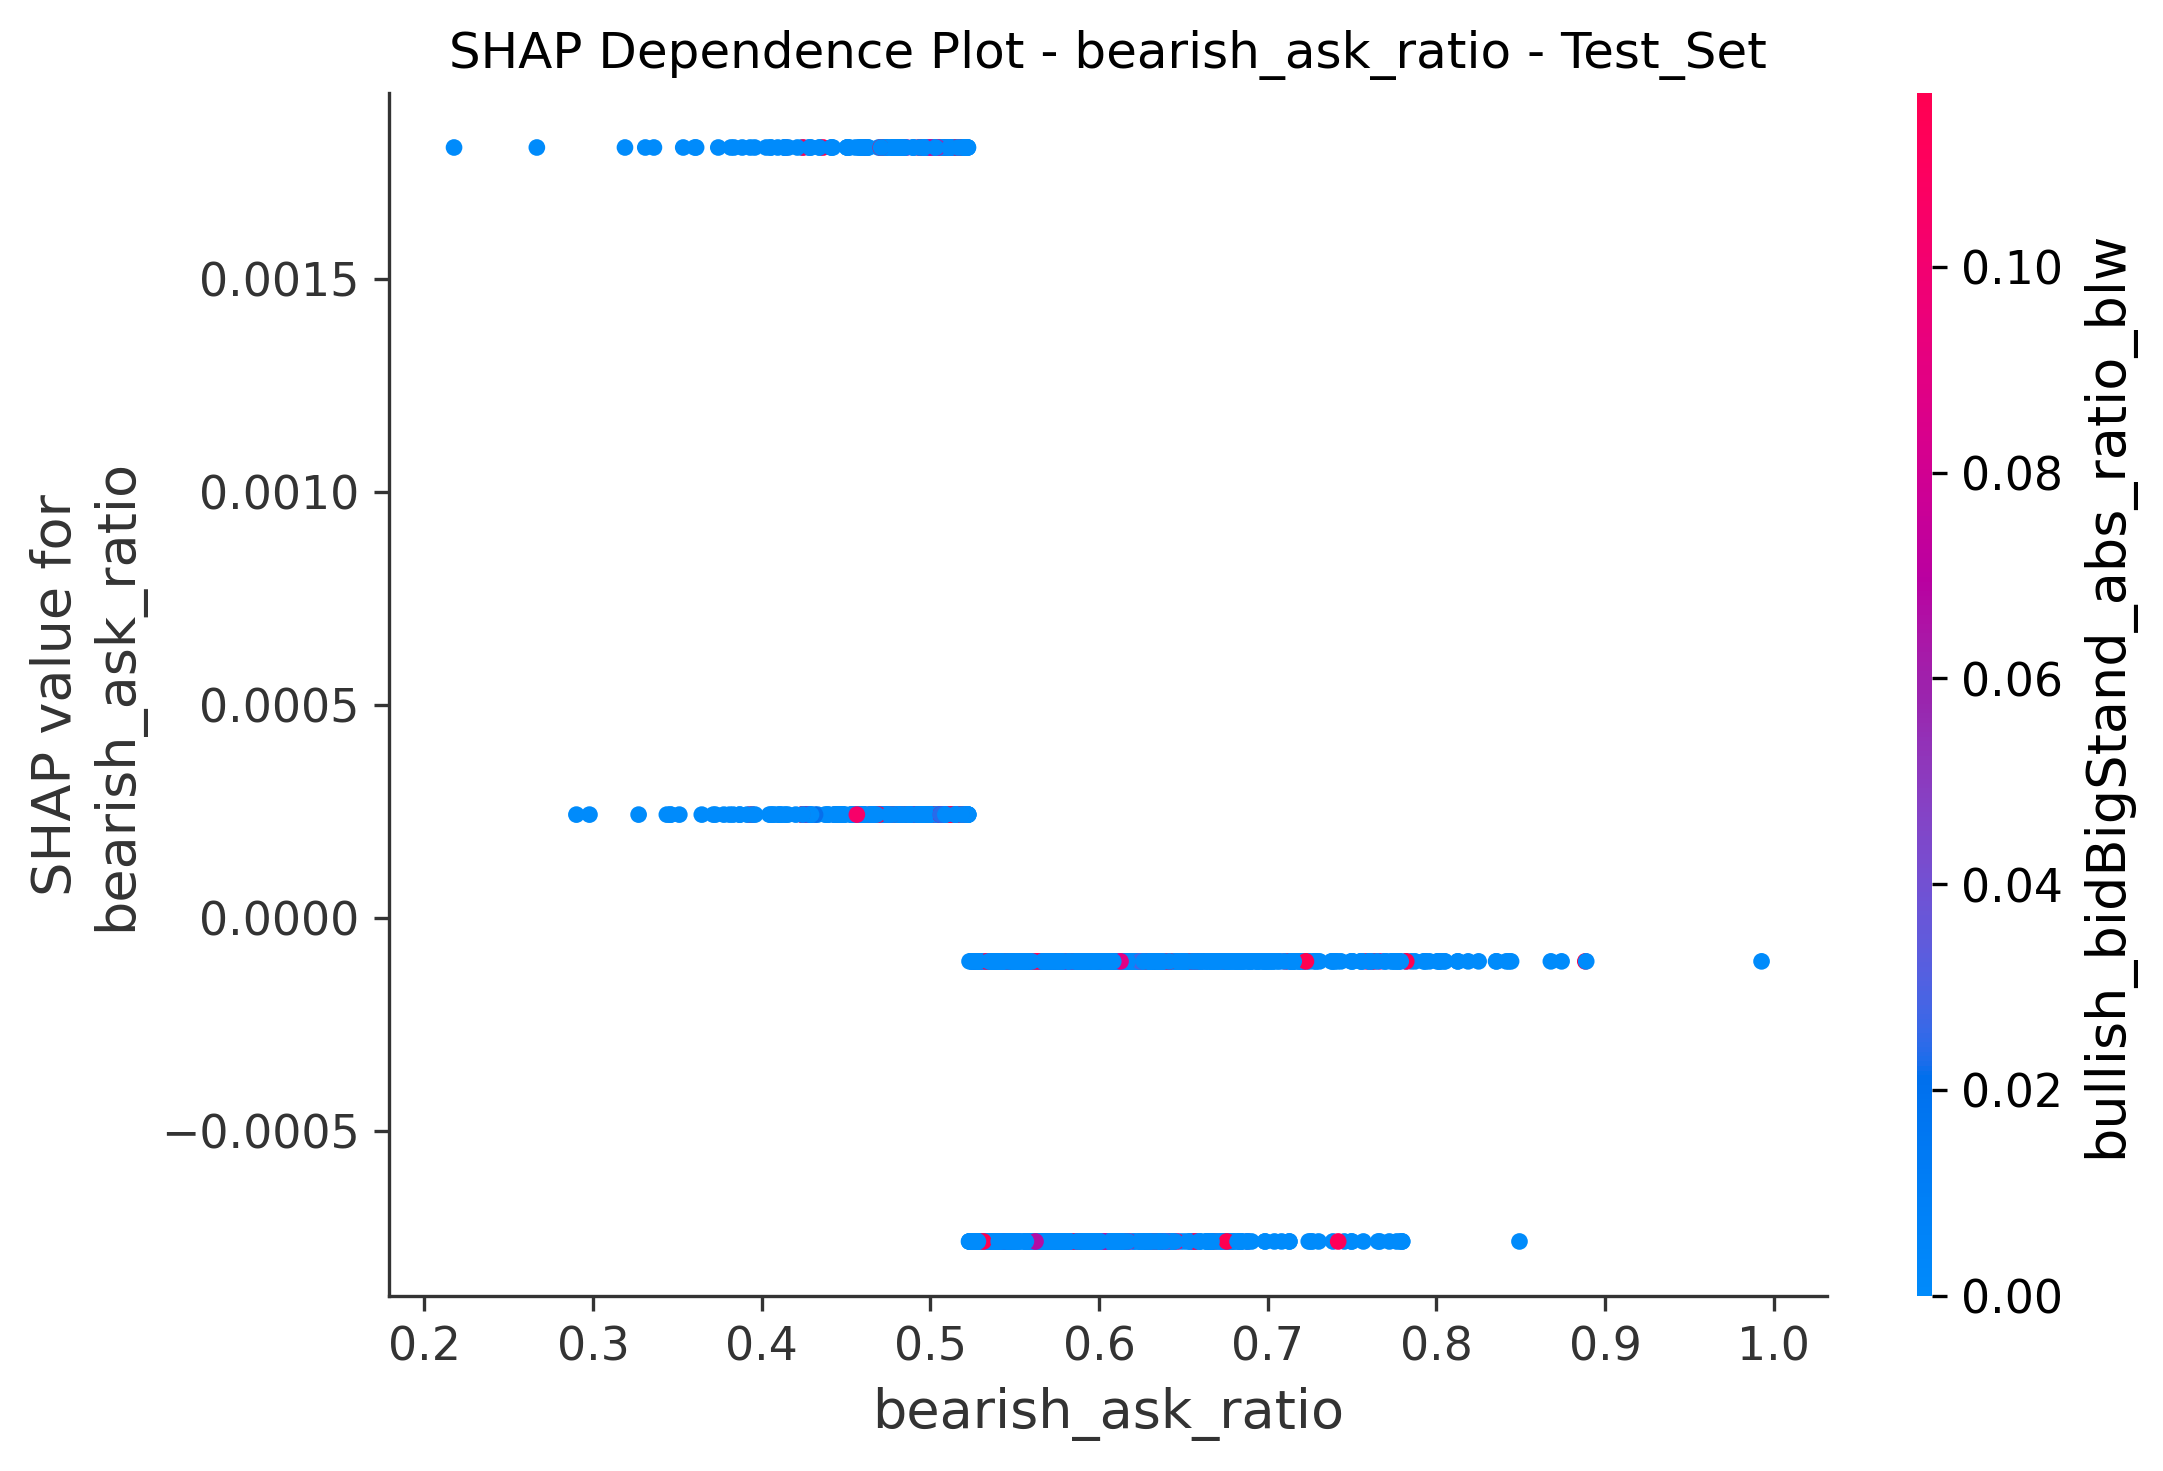 SHAP Dependence Plot - bearish_ask_ratio - Test_Set
SHAP value for
bearish_ask_ratio
0.0015
0.0010
0.0005
0.0000
−0.0005
0.2 0.3 0.4 0.5 0.6 0.7 0.8 0.9 1.0
bearish_ask_ratio
0.10
0.08
0.06
0.04
0.02
0.00
bullish_bidBigStand_abs_ratio_blw